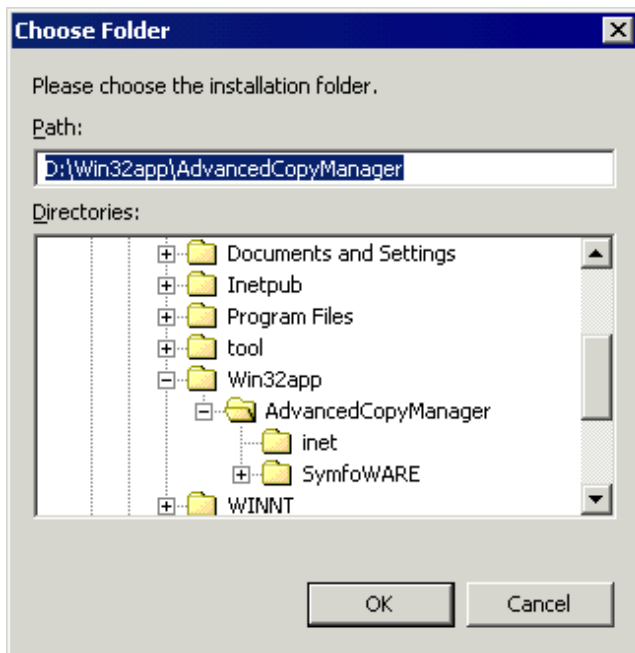 Choose Folder
Please choose the installation folder.
Path:
D:\Win32app\AdvancedCopyManager
Directories:
Documents and Settings
Inetpub
Program Files
tool
Win32app
AdvancedCopyManager
inet
SymfoWARE
WINNT
OK Cancel